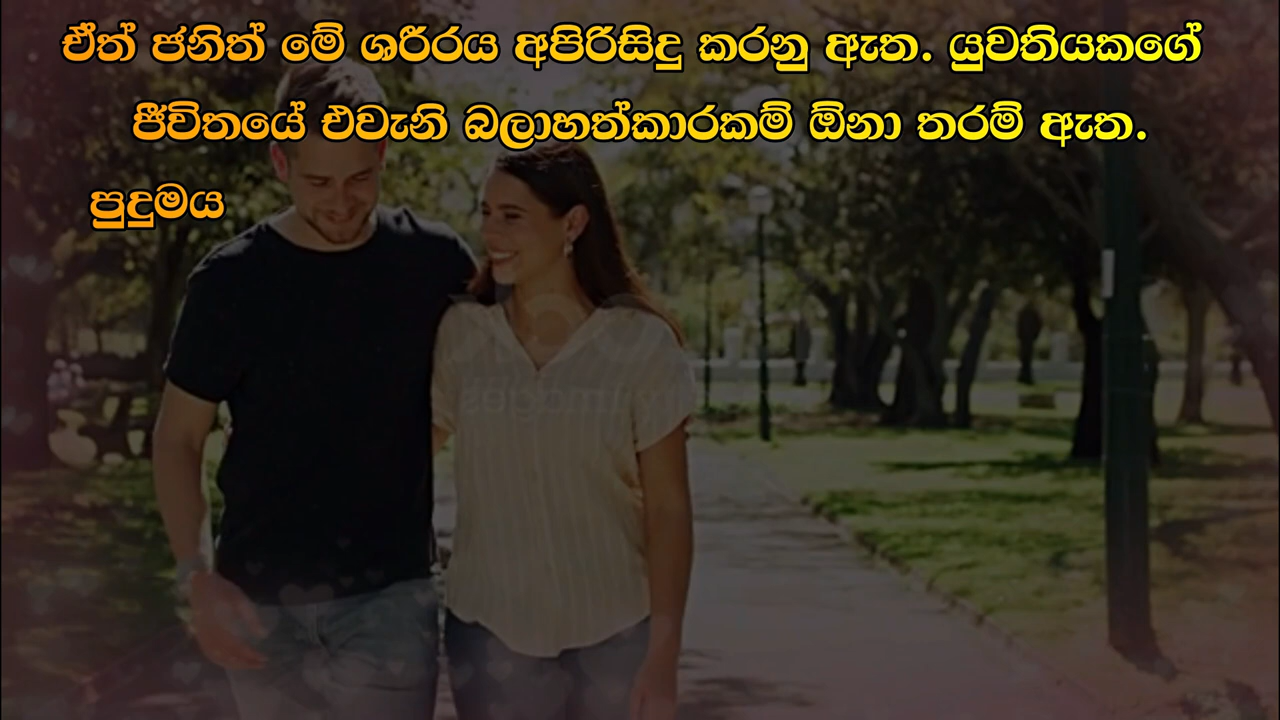 ඒත් ජනිත් මේ ශරීරය අපිරිසිදු කරනු ඇත. යුවතියකගේ
ජීවිතයේ එවැනි බලාහත්කාරකම් ඕනා තරම් ඇත.
පුදුමය